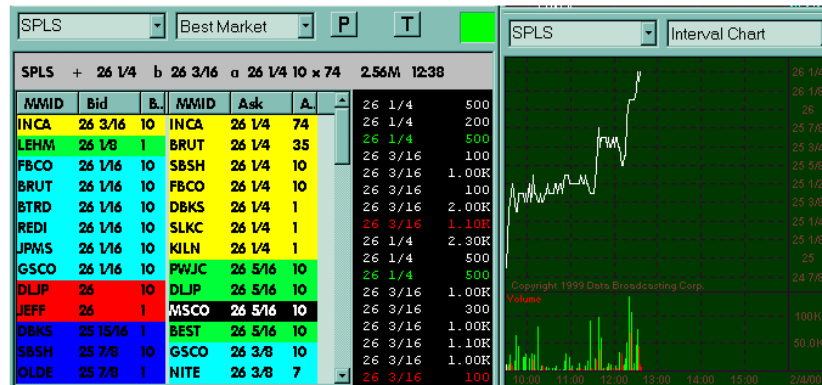 SPLS Best Market P T
SPLS + 26 1/4 b 26 3/16 a 26 1/4 10 x 74 2.56M 12:38
MMID Bid B.. MMID Ask A..
INCA 26 3/16 10 INCA 26 1/4 74
LEHM 26 1/8 1 BRUT 26 1/4 35
FBCO 26 1/16 10 SBSH 26 1/4 10
BRUT 26 1/16 10 FBCO 26 1/4 10
BTRD 26 1/16 10 DBKS 26 1/4 1
REDI 26 1/16 10 SLKC 26 1/4 1
JPMS 26 1/16 10 KILN 26 1/4 1
GSCO 26 1/16 10 PWJC 26 5/16 10
DLJP 26 10 DLJP 26 5/16 10
JEFF 26 1 MSCO 26 5/16 10
DBKS 25 15/16 1 BEST 26 5/16 10
SBSH 25 7/8 10 GSCO 26 3/8 10
OLDE 25 7/8 1 NITE 26 3/8 7
26 1/4 500
26 1/4 200
26 1/4 500
26 3/16 100
26 3/16 1.00K
26 3/16 100
26 3/16 2.00K
26 3/16 1.10K
26 1/4 2.30K
26 1/4 500
26 1/4 500
26 3/16 1.00K
26 3/16 300
26 3/16 1.00K
26 3/16 1.10K
26 3/16 1.00K
26 3/16 100
SPLS Interval Chart
26 1/4
26 1/8
26
25 7/8
25 3/4
25 5/8
25 1/2
25 3/8
25 1/4
25 1/8
25
24 7/8
Copyright 1999 Data Broadcasting Corp.
Volume
100K
50.0K
10:00 11:00 12:00 13:00 14:00 15:00 2/4/00